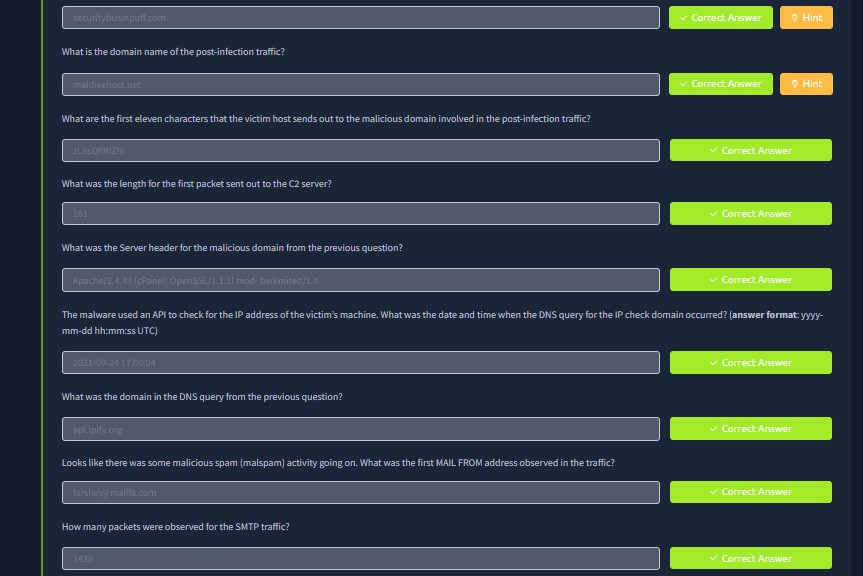 securitybusinpuff.com
✓ Correct Answer
Hint
What is the domain name of the post-infection traffic?
maldivehost.net
✓ Correct Answer
Hint
What are the first eleven characters that the victim host sends out to the malicious domain involved in the post-infection traffic?
zLIisQRWZI9
✓ Correct Answer
What was the length for the first packet sent out to the C2 server?
281
✓ Correct Answer
What was the Server header for the malicious domain from the previous question?
Apache/2.4.49 (cPanel) OpenSSL/1.1.1l mod_bwlimited/1.4
✓ Correct Answer
The malware used an API to check for the IP address of the victim's machine. What was the date and time when the DNS query for the IP check domain occurred? (answer format: yyyy-
mm-dd hh:mm:ss UTC)
2021-09-24 17:00:04
✓ Correct Answer
What was the domain in the DNS query from the previous question?
api.ipify.org
✓ Correct Answer
Looks like there was some malicious spam (malspam) activity going on. What was the first MAIL FROM address observed in the traffic?
farshin@mailfa.com
✓ Correct Answer
How many packets were observed for the SMTP traffic?
1439
✓ Correct Answer